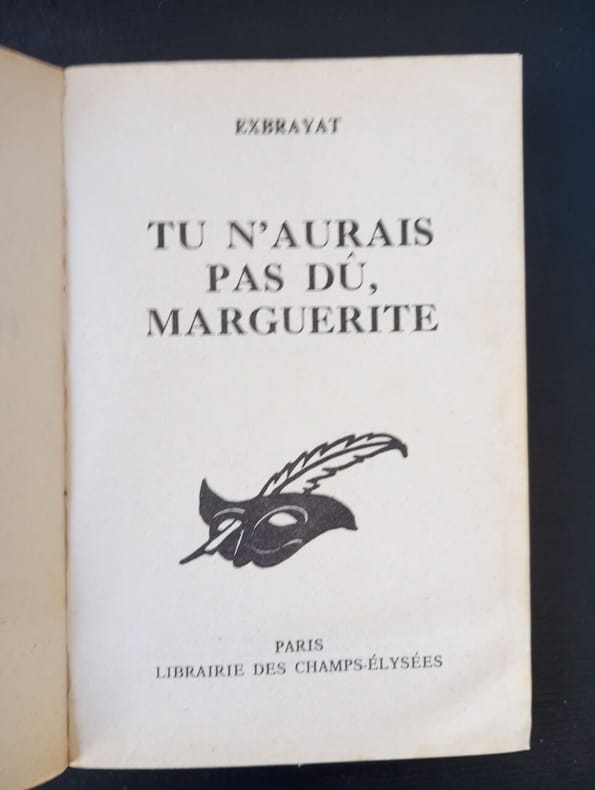 EXBRAYAT
TU N'AURAIS
PAS DÛ,
MARGUERITE
PARIS
LIBRAIRIE DES CHAMPS-ÉLYSÉES